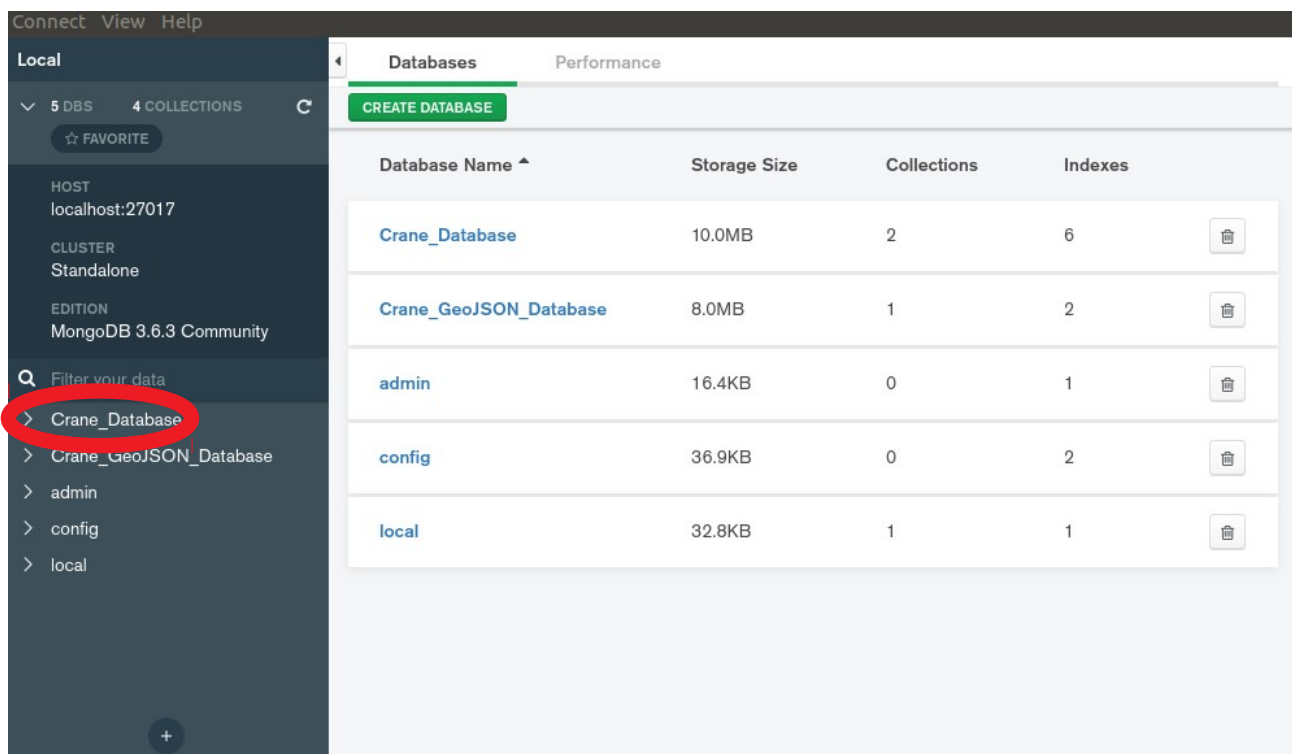 Connect View Help
Local
5 DBS 4 COLLECTIONS
FAVORITE
HOST
localhost:27017
CLUSTER
Standalone
EDITION
MongoDB 3.6.3 Community
Filter your data
Crane_Database
Crane_GeoJSON_Database
admin
config
local
Databases Performance
CREATE DATABASE
Database Name Storage Size Collections Indexes
Crane_Database 10.0MB 2 6
Crane_GeoJSON_Database 8.0MB 1 2
admin 16.4KB 0 1
config 36.9KB 0 2
local 32.8KB 1 1